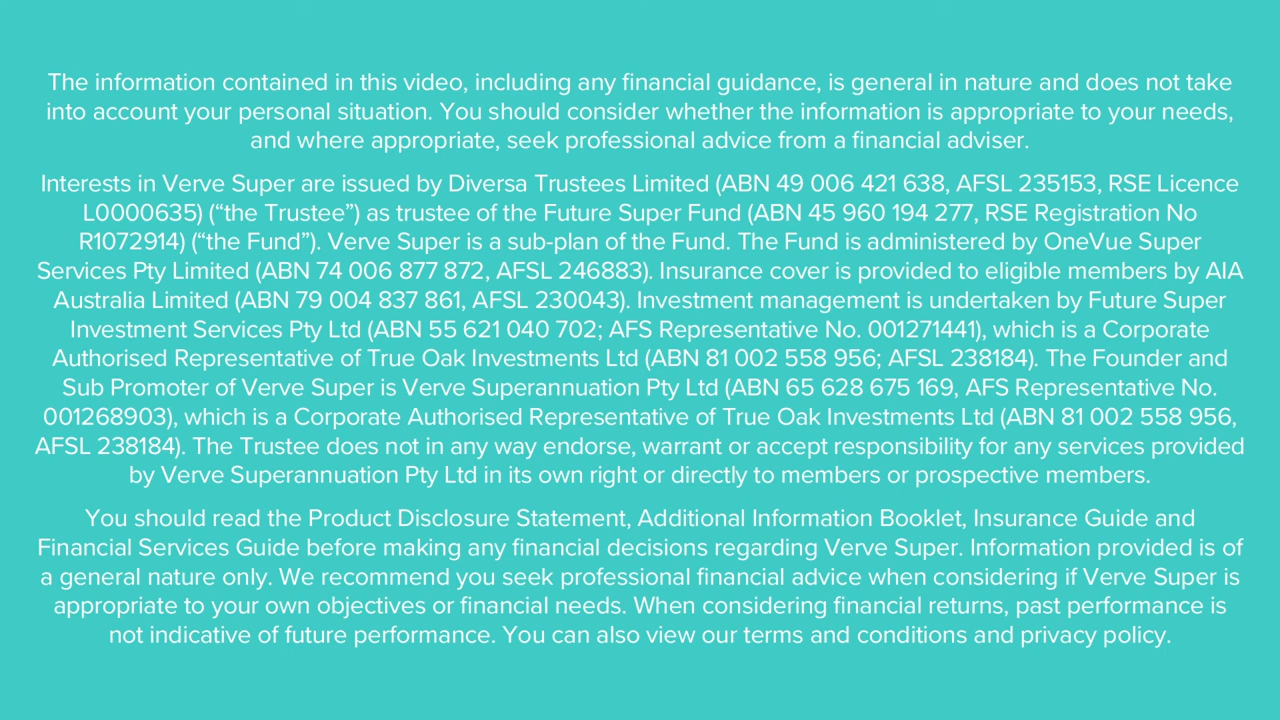 The information contained in this video, including any financial guidance, is general in nature and does not take
into account your personal situation. You should consider whether the information is appropriate to your needs,
and where appropriate, seek professional advice from a financial adviser.
Interests in Verve Super are issued by Diversa Trustees Limited (ABN 49 006 421 638, AFSL 235153, RSE Licence
L0000635) (“the Trustee”) as trustee of the Future Super Fund (ABN 45 960 194 277, RSE Registration No
R1072914) (“the Fund”). Verve Super is a sub-plan of the Fund. The Fund is administered by OneVue Super
Services Pty Limited (ABN 74 006 877 872, AFSL 246883). Insurance cover is provided to eligible members by AIA
Australia Limited (ABN 79 004 837 861, AFSL 230043). Investment management is undertaken by Future Super
Investment Services Pty Ltd (ABN 55 621 040 702; AFS Representative No. 001271441), which is a Corporate
Authorised Representative of True Oak Investments Ltd (ABN 81 002 558 956; AFSL 238184). The Founder and
Sub Promoter of Verve Super is Verve Superannuation Pty Ltd (ABN 65 628 675 169, AFS Representative No.
001268903), which is a Corporate Authorised Representative of True Oak Investments Ltd (ABN 81 002 558 956,
AFSL 238184). The Trustee does not in any way endorse, warrant or accept responsibility for any services provided
by Verve Superannuation Pty Ltd in its own right or directly to members or prospective members.
You should read the Product Disclosure Statement, Additional Information Booklet, Insurance Guide and
Financial Services Guide before making any financial decisions regarding Verve Super. Information provided is of
a general nature only. We recommend you seek professional financial advice when considering if Verve Super is
appropriate to your own objectives or financial needs. When considering financial returns, past performance is
not indicative of future performance. You can also view our terms and conditions and privacy policy.